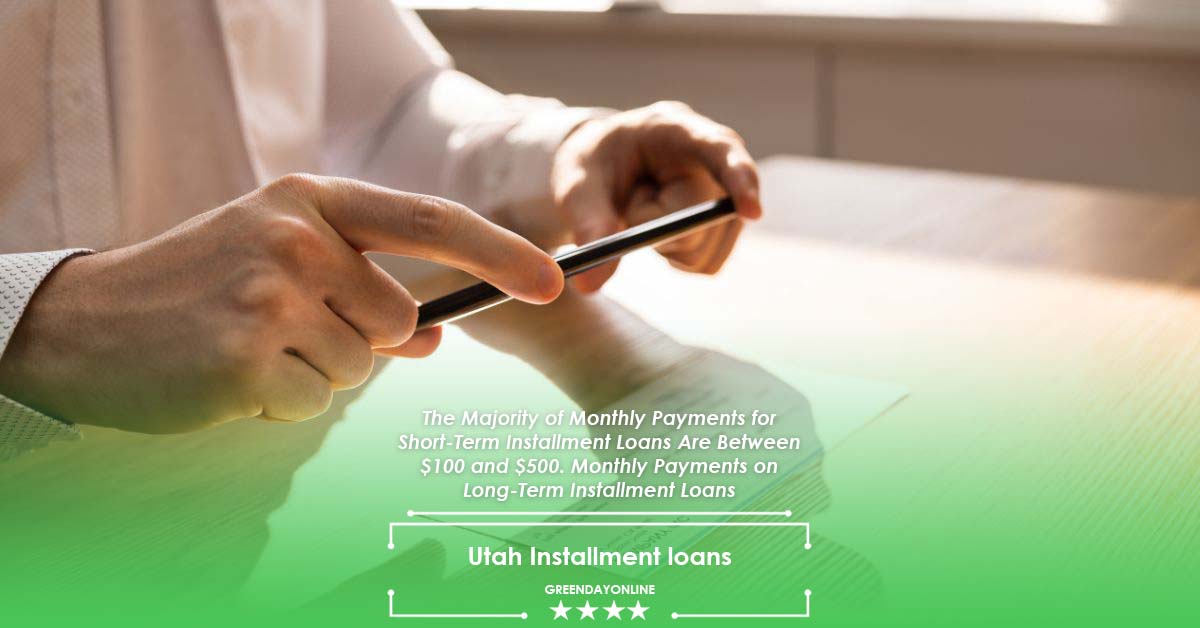 The Majority of Monthly Payments for
Short-Term Installment Loans Are Between
$100 and $500. Monthly Payments on
Long-Term Installment Loans
Utah Installment loans
GREENDAYONLINE